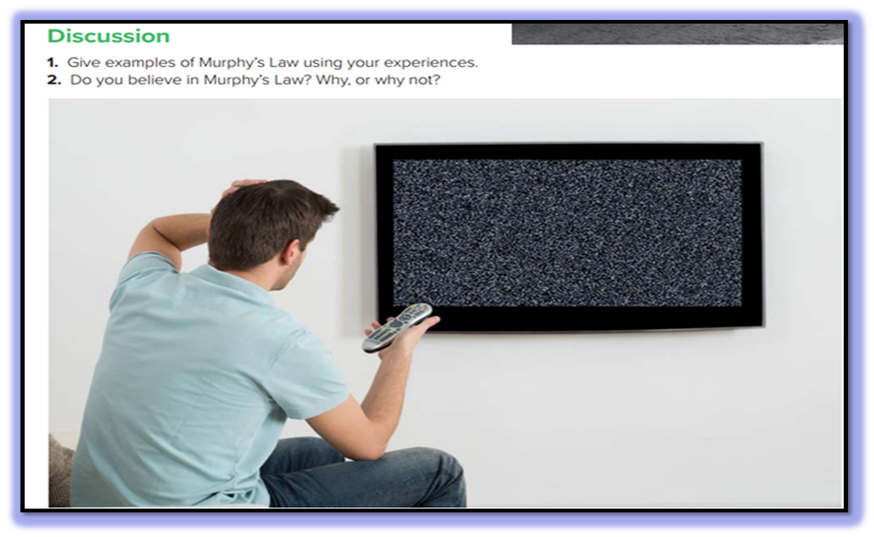 Discussion
1. Give examples of Murphy's Law using your experiences.
2. Do you believe in Murphy's Law? Why, or why not?